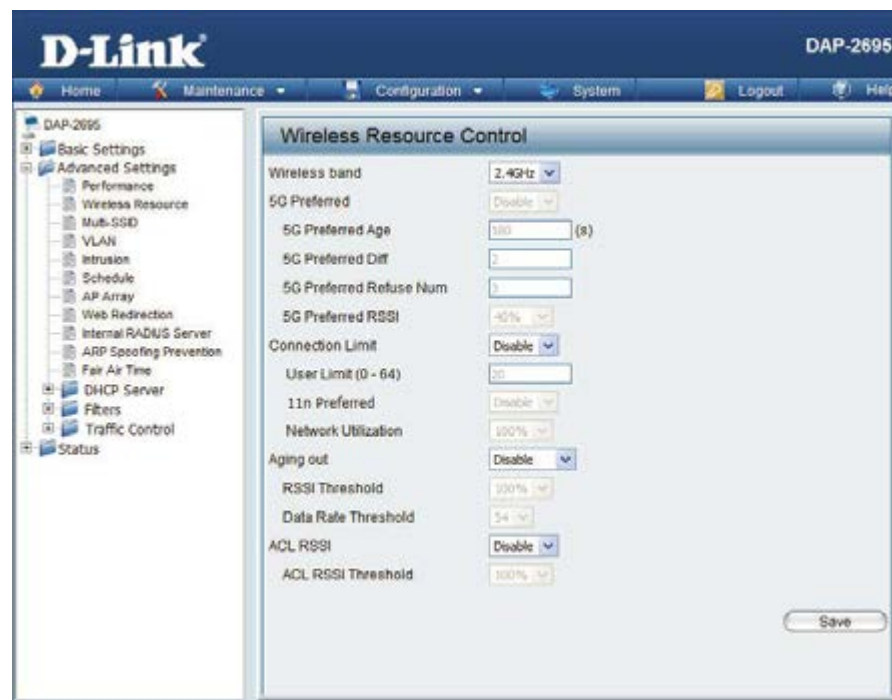 D-Link
DAP-2695
Home Maintenance Configuration System Logout Help
DAP-2695
Basic Settings
Advanced Settings
Performance
Wireless Resource
Multi-SSID
VLAN
Intrusion
Schedule
AP Array
Web Redirection
Internal RADIUS Server
ARP Spoofing Prevention
Fair Air Time
DHCP Server
Filters
Traffic Control
Status
Wireless Resource Control
Wireless band 2.4GHz
5G Preferred Disable
5G Preferred Age 180 (s)
5G Preferred Diff 2
5G Preferred Refuse Num 3
5G Preferred RSSI 40%
Connection Limit Disable
User Limit (0 - 64) 20
11n Preferred Disable
Network Utilization 100%
Aging out Disable
RSSI Threshold 100%
Data Rate Threshold 54
ACL RSSI Disable
ACL RSSI Threshold 100%
Save